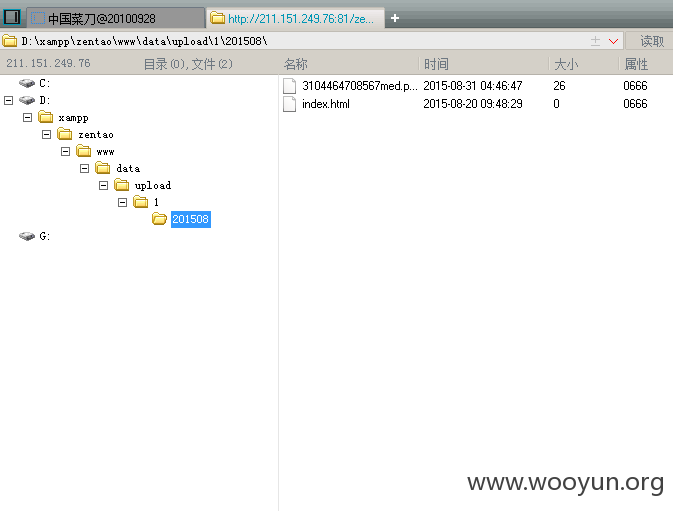 中国菜刀@20100928 http://211.151.249.76:81/ze... +
D:\xampp\zentao\www\data\upload\1\201508\ 读取
211.151.249.76 目录(0),文件(2) 名称 时间 大小 属性
C:
D:
xampp
zentao
www
data
upload
1
201508
G:
3104464708567med.p... 2015-08-31 04:46:47 26 0666
index.html 2015-08-20 09:48:29 0 0666
www.wooyun.org